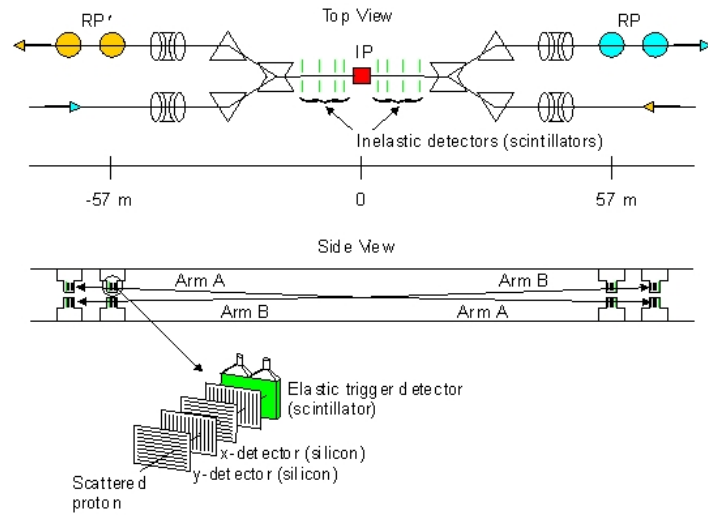 Top View
RP' IP RP
Inelastic detectors (scintillators)
-57 m 0 57 m
Side View
Arm A Arm B
Arm B Arm A
Elastic trigger detector
(scintillator)
x-detector (silicon)
y-detector (silicon)
Scattered
proton